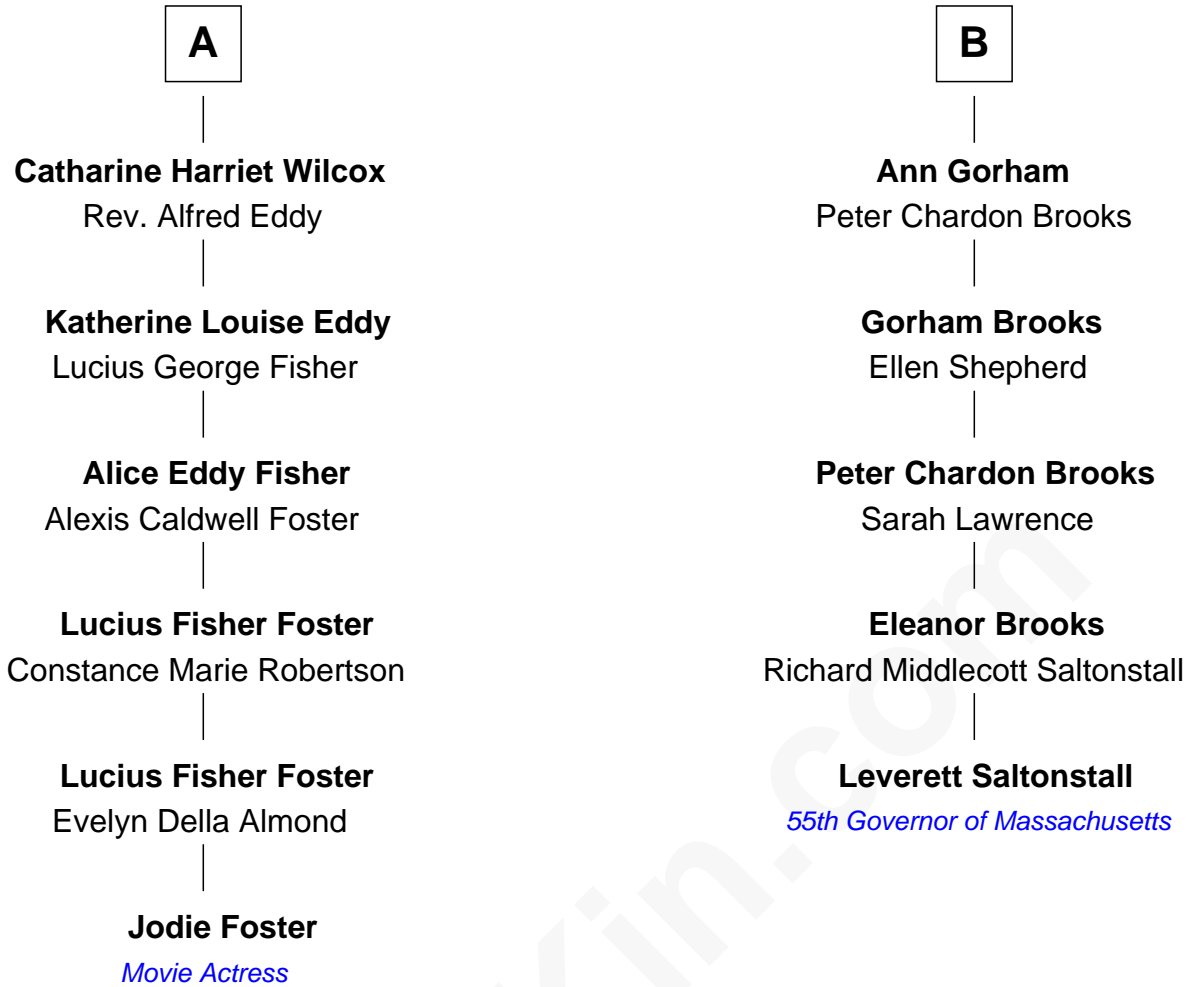 A
B
Catharine Harriet Wilcox
Rev. Alfred Eddy
Ann Gorham
Peter Chardon Brooks
Katherine Louise Eddy
Lucius George Fisher
Gorham Brooks
Ellen Shepherd
Alice Eddy Fisher
Alexis Caldwell Foster
Peter Chardon Brooks
Sarah Lawrence
Lucius Fisher Foster
Constance Marie Robertson
Eleanor Brooks
Richard Middlecott Saltonstall
Lucius Fisher Foster
Evelyn Della Almond
Leverett Saltonstall
55th Governor of Massachusetts
Jodie Foster
Movie Actress